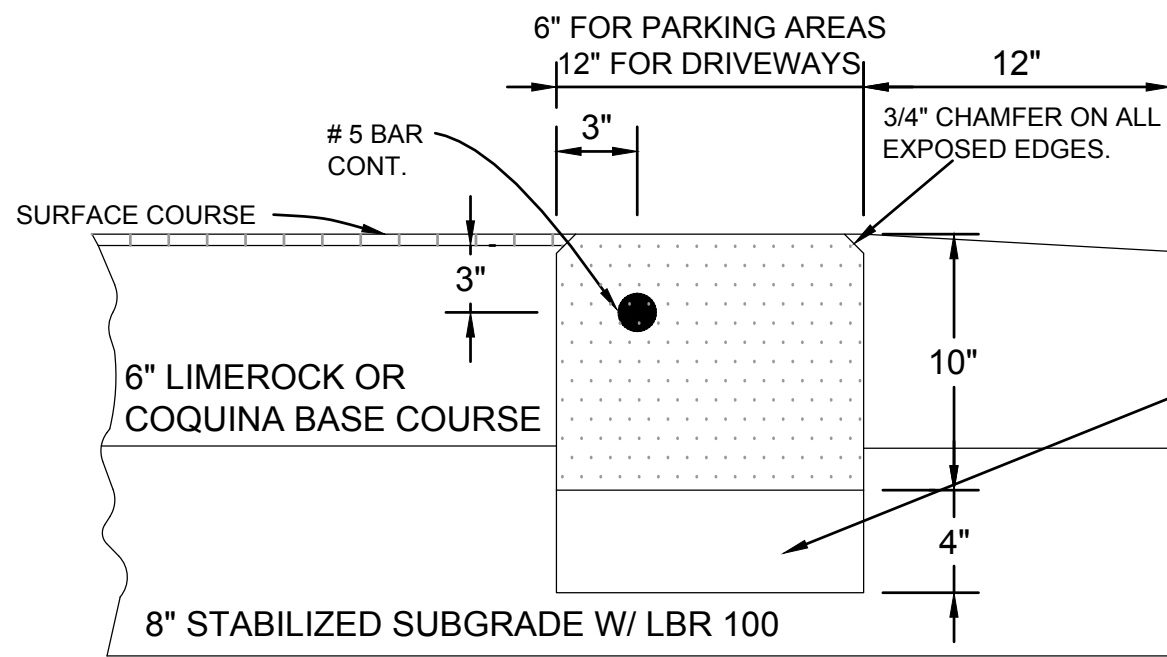 6" FOR PARKING AREAS
12" FOR DRIVEWAYS
12"
3"
# 5 BAR
CONT.
3/4" CHAMFER ON ALL
EXPOSED EDGES.
SURFACE COURSE
3"
6" LIMEROCK OR
COQUINA BASE COURSE
10"
4"
8" STABILIZED SUBGRADE W/ LBR 100